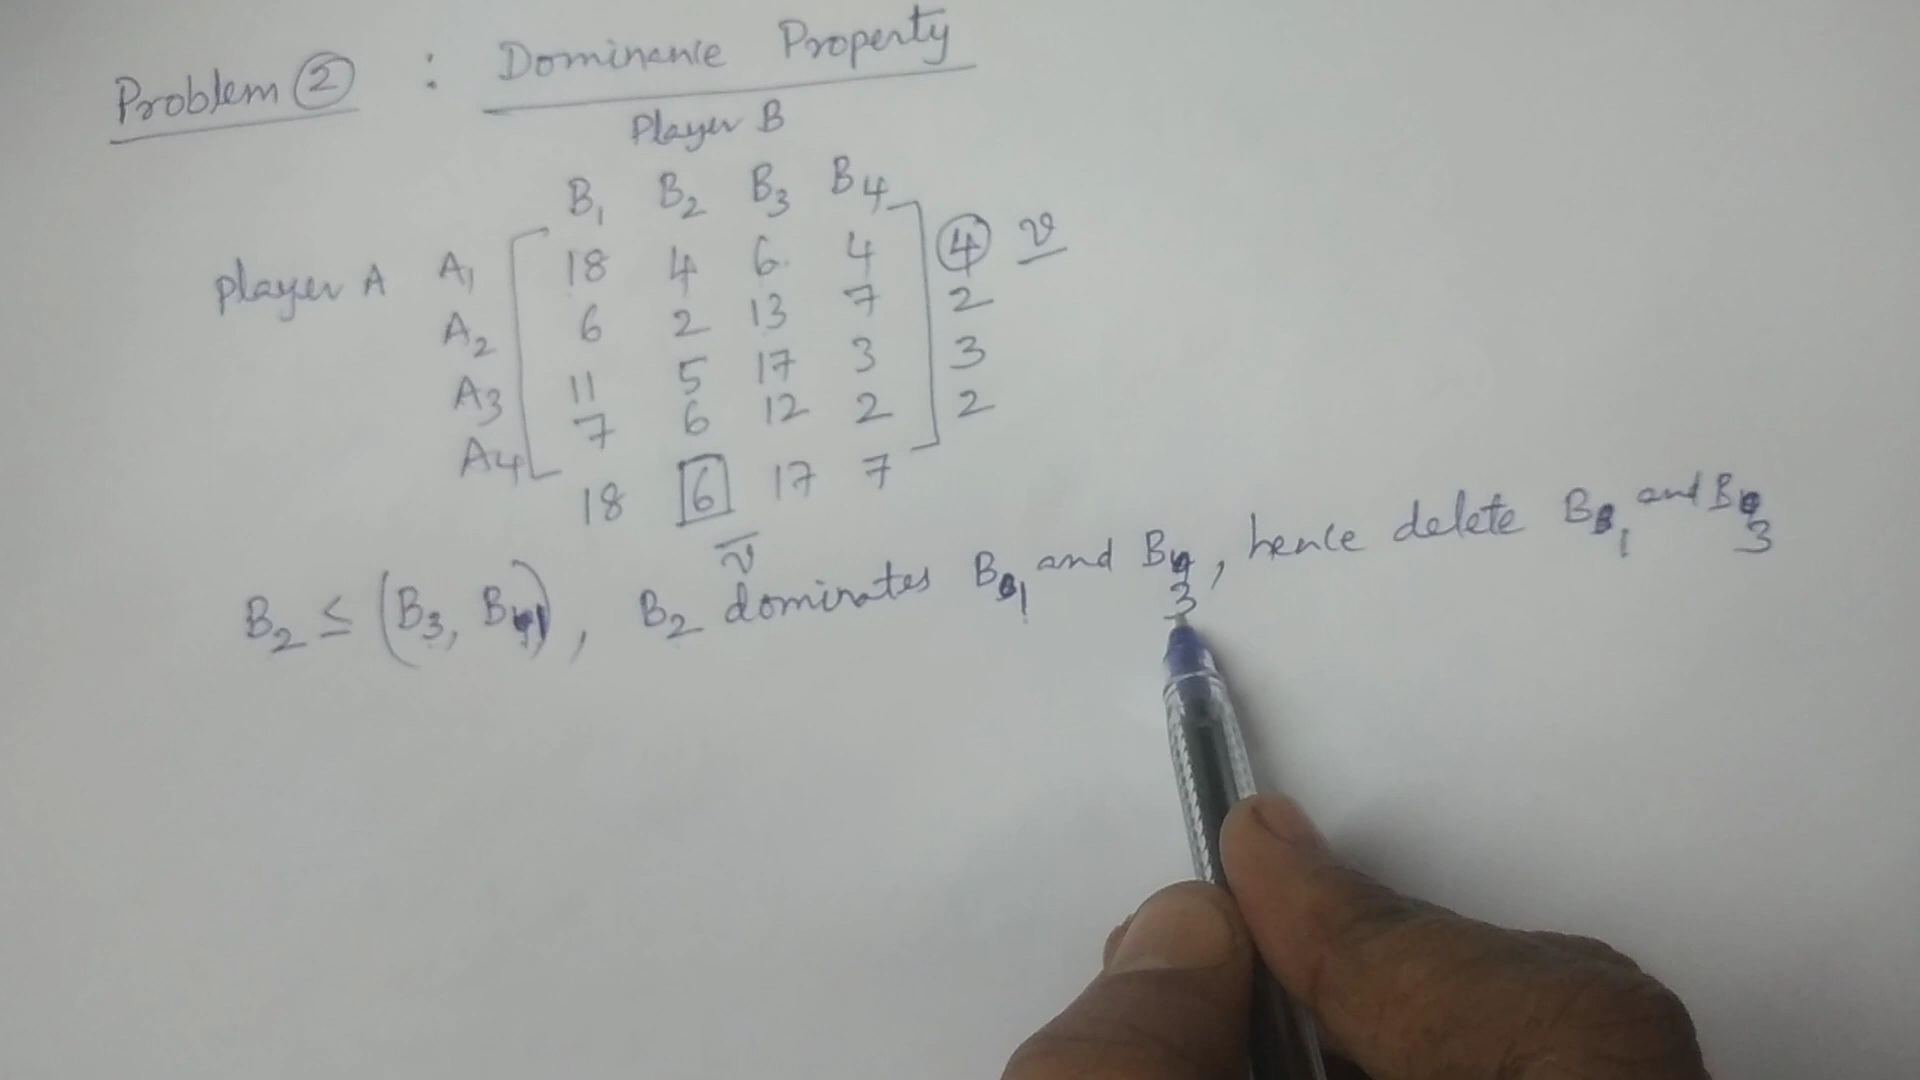 Problem ② : Dominance Property
Player B
B₁ B₂ B₃ B₄
Player A A₁ 18 4 6 4 ④ v
A₂ 6 2 13 7 2
A₃ 11 5 17 3 3
A₄ 7 6 12 2 2
18 6 17 7
v̅
B₂ ≤ (B₃, B₁), B₂ dominates B₁ and B₃, hence delete B₁ and B₃